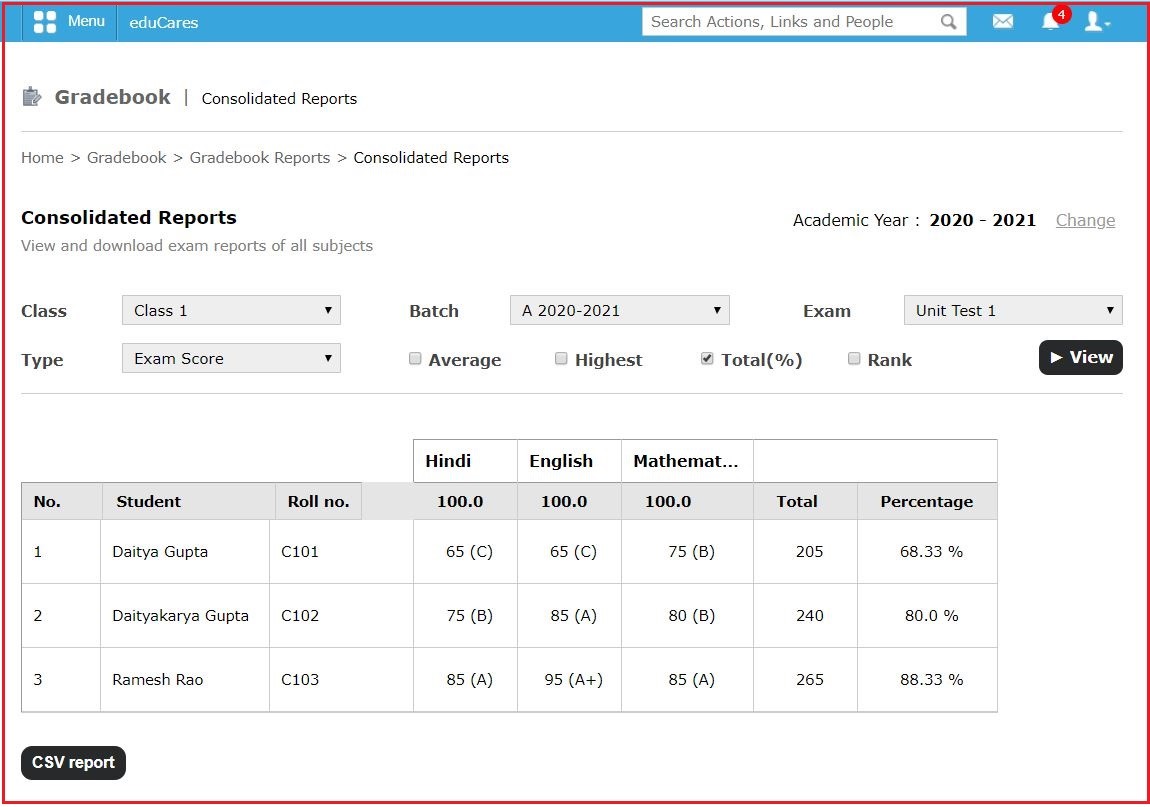 Menu eduCares Search Actions, Links and People 4
Gradebook | Consolidated Reports
Home > Gradebook > Gradebook Reports > Consolidated Reports
Consolidated Reports Academic Year : 2020 - 2021 Change
View and download exam reports of all subjects
Class Class 1 Batch A 2020-2021 Exam Unit Test 1
Type Exam Score Average Highest Total(%) Rank View
Hindi English Mathemat...
No. Student Roll no. 100.0 100.0 100.0 Total Percentage
1 Daitya Gupta C101 65 (C) 65 (C) 75 (B) 205 68.33 %
2 Daityakarya Gupta C102 75 (B) 85 (A) 80 (B) 240 80.0 %
3 Ramesh Rao C103 85 (A) 95 (A+) 85 (A) 265 88.33 %
CSV report